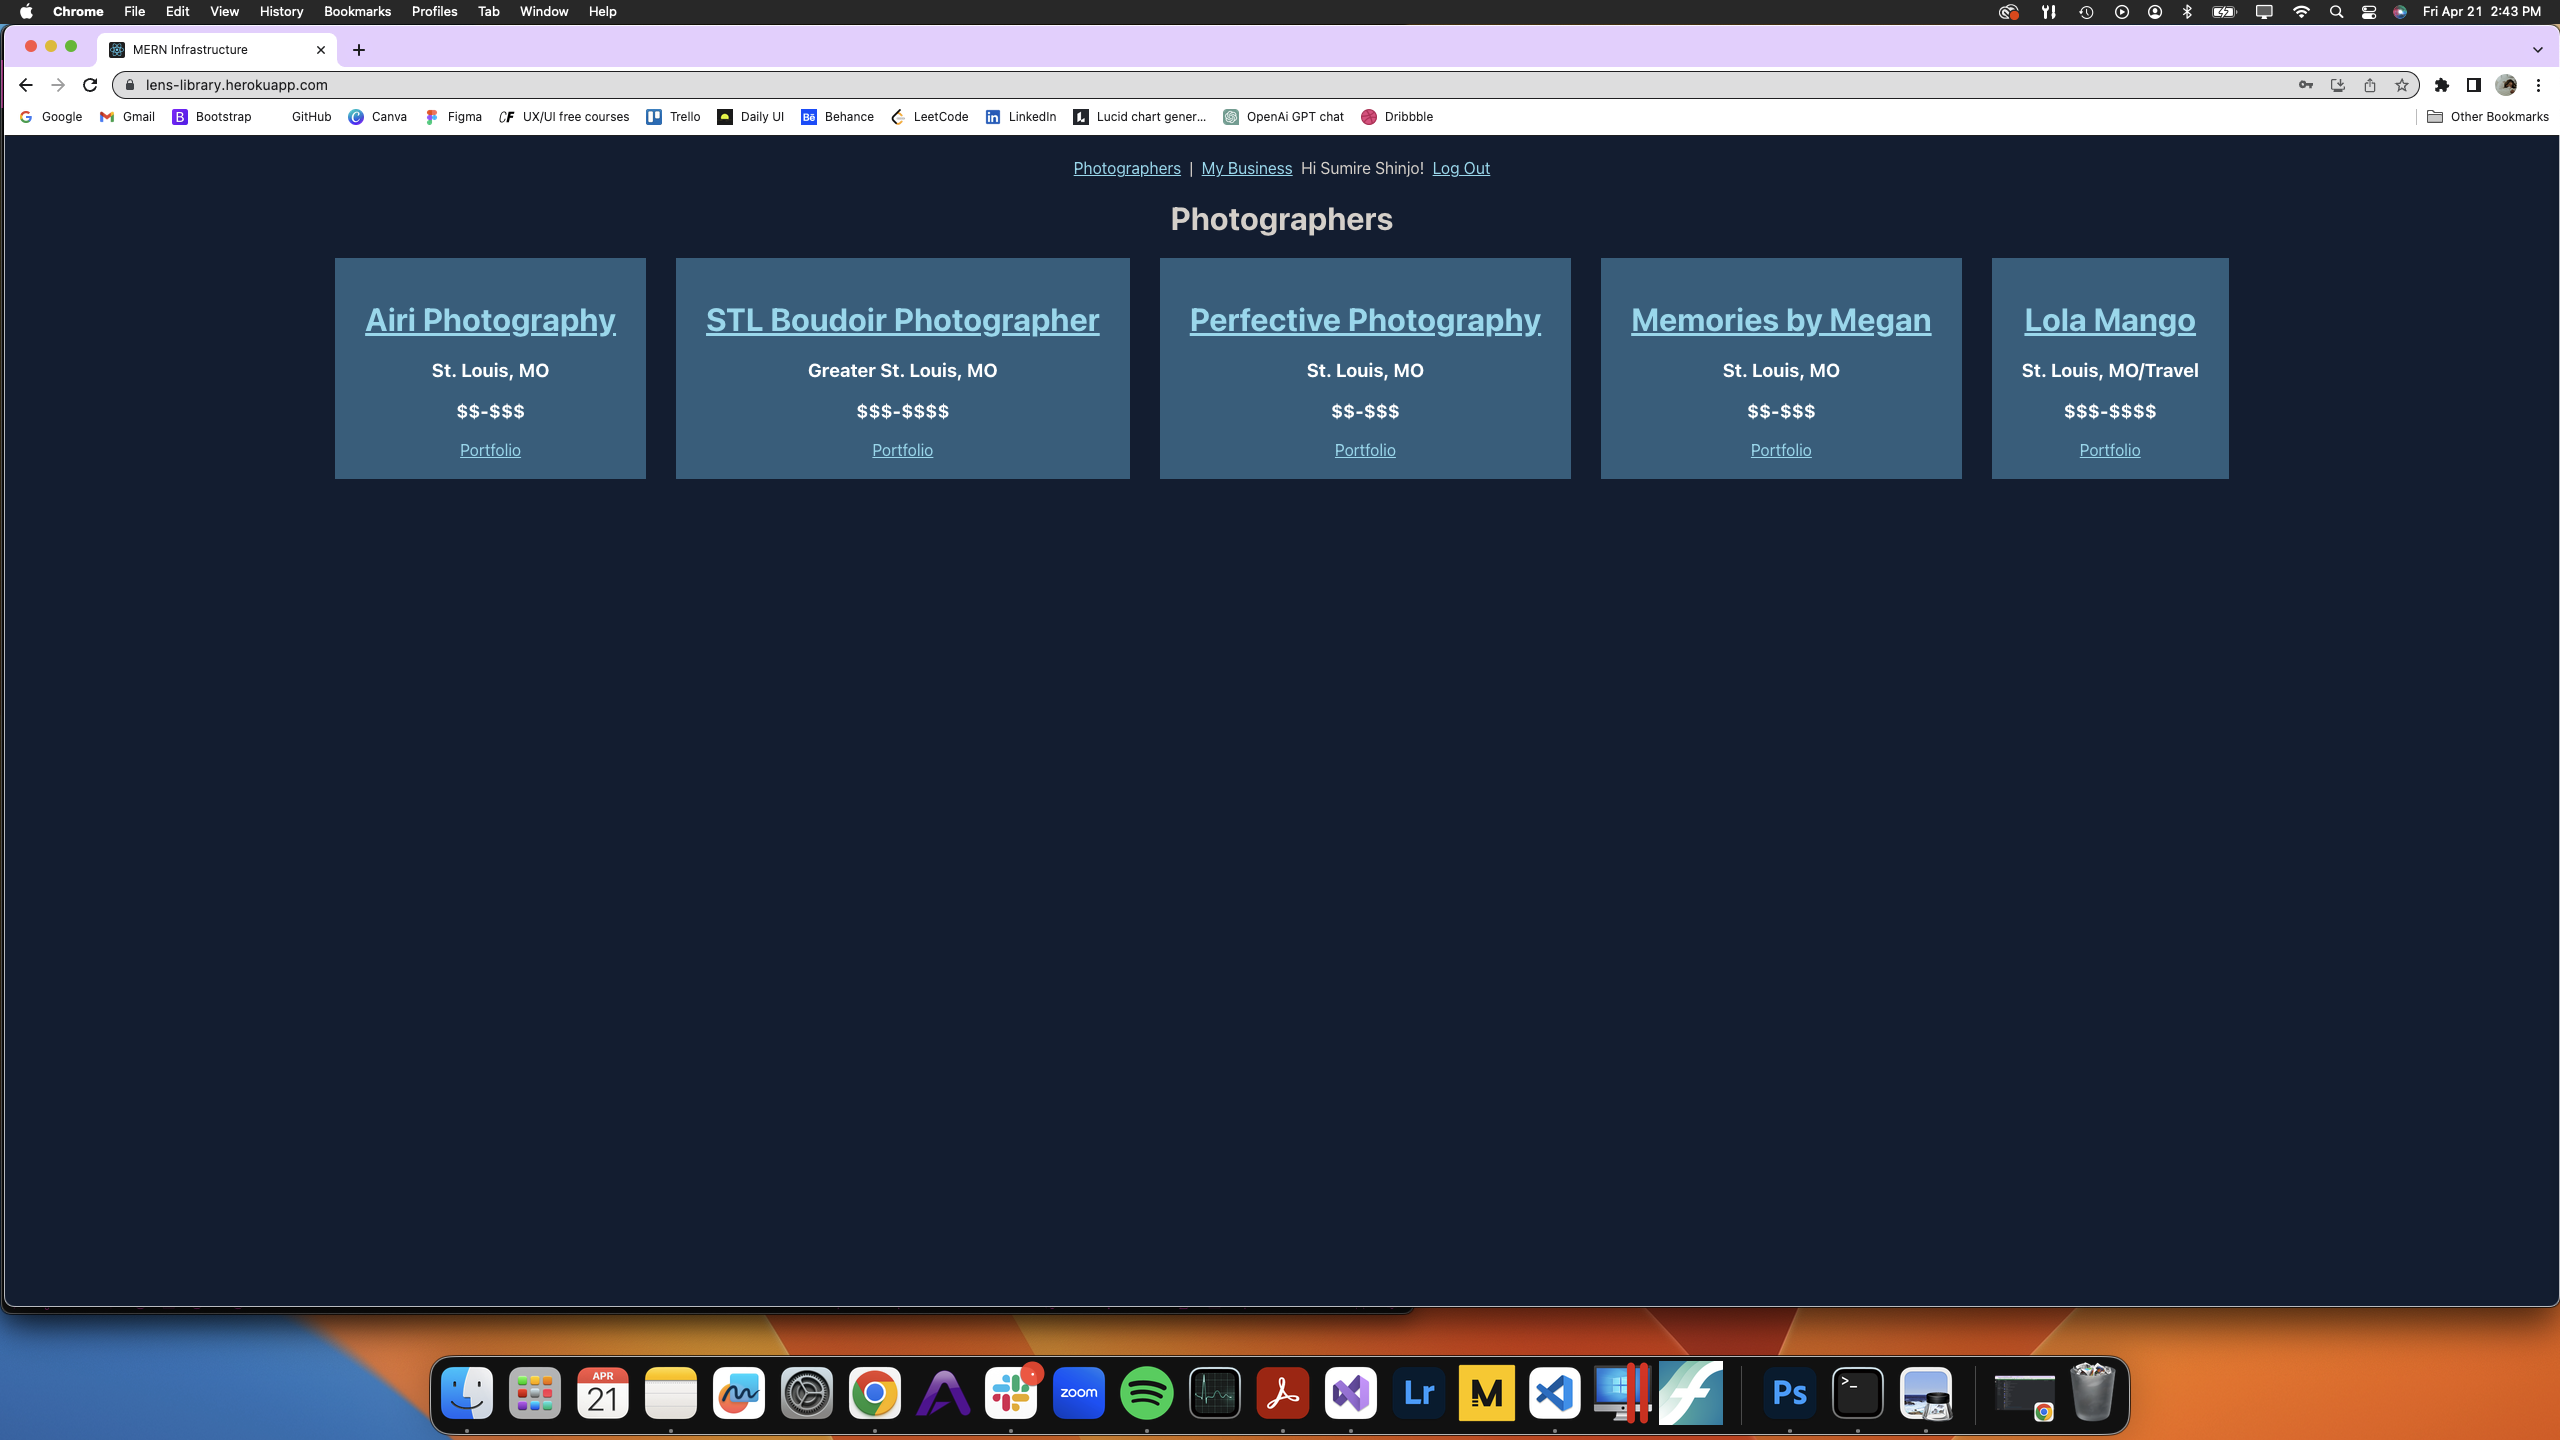 Chrome File Edit View History Bookmarks Profiles Tab Window Help Fri Apr 21 2:43 PM
MERN Infrastructure
lens-library.herokuapp.com
Google Gmail Bootstrap GitHub Canva Figma UX/UI free courses Trello Daily UI Behance LeetCode LinkedIn Lucid chart gener... OpenAi GPT chat Dribbble Other Bookmarks
Photographers | My Business Hi Sumire Shinjo! Log Out
Photographers
Airi Photography
St. Louis, MO
$$-$$$
Portfolio
STL Boudoir Photographer
Greater St. Louis, MO
$$$-$$$$
Portfolio
Perfective Photography
St. Louis, MO
$$-$$$
Portfolio
Memories by Megan
St. Louis, MO
$$-$$$
Portfolio
Lola Mango
St. Louis, MO/Travel
$$$-$$$$
Portfolio
APR
21
zoom
Lr
M
Ps